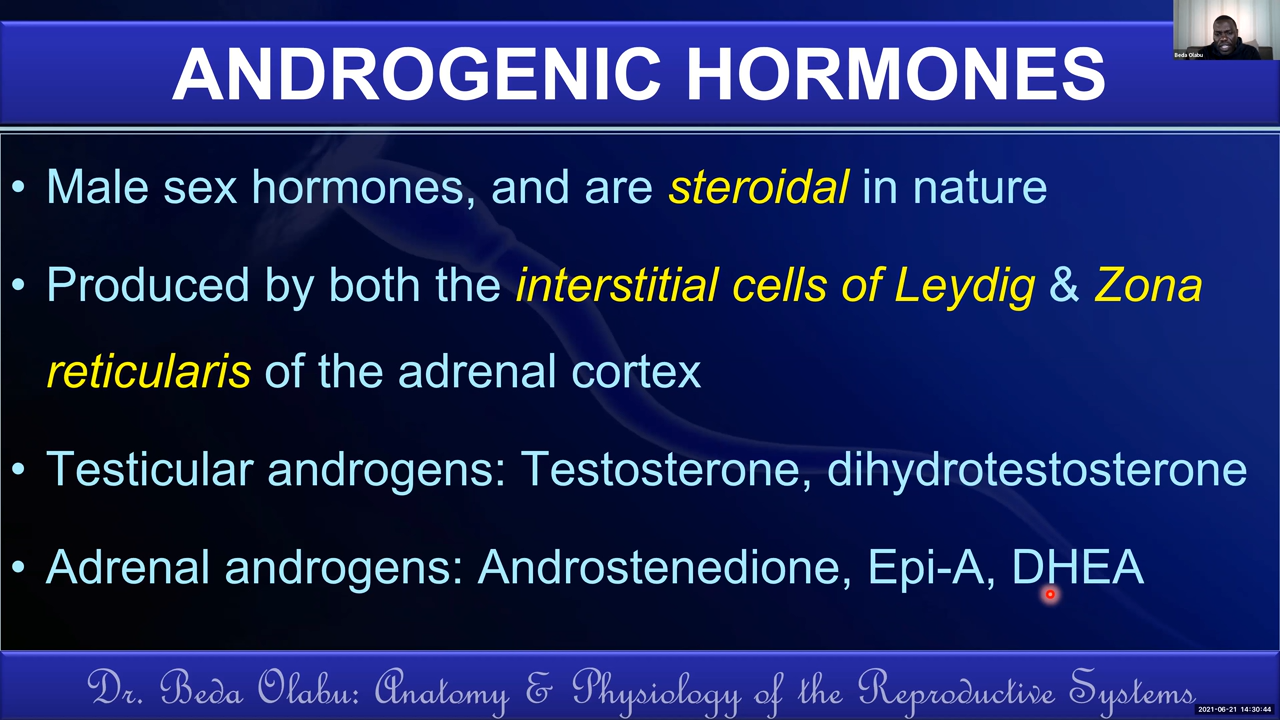 Beda Olabu
ANDROGENIC HORMONES
• Male sex hormones, and are steroidal in nature
• Produced by both the interstitial cells of Leydig & Zona
reticularis of the adrenal cortex
• Testicular androgens: Testosterone, dihydrotestosterone
• Adrenal androgens: Androstenedione, Epi-A, DHEA
Dr. Beda Olabu: Anatomy & Physiology of the Reproductive Systems
2021-06-21 14:30:44